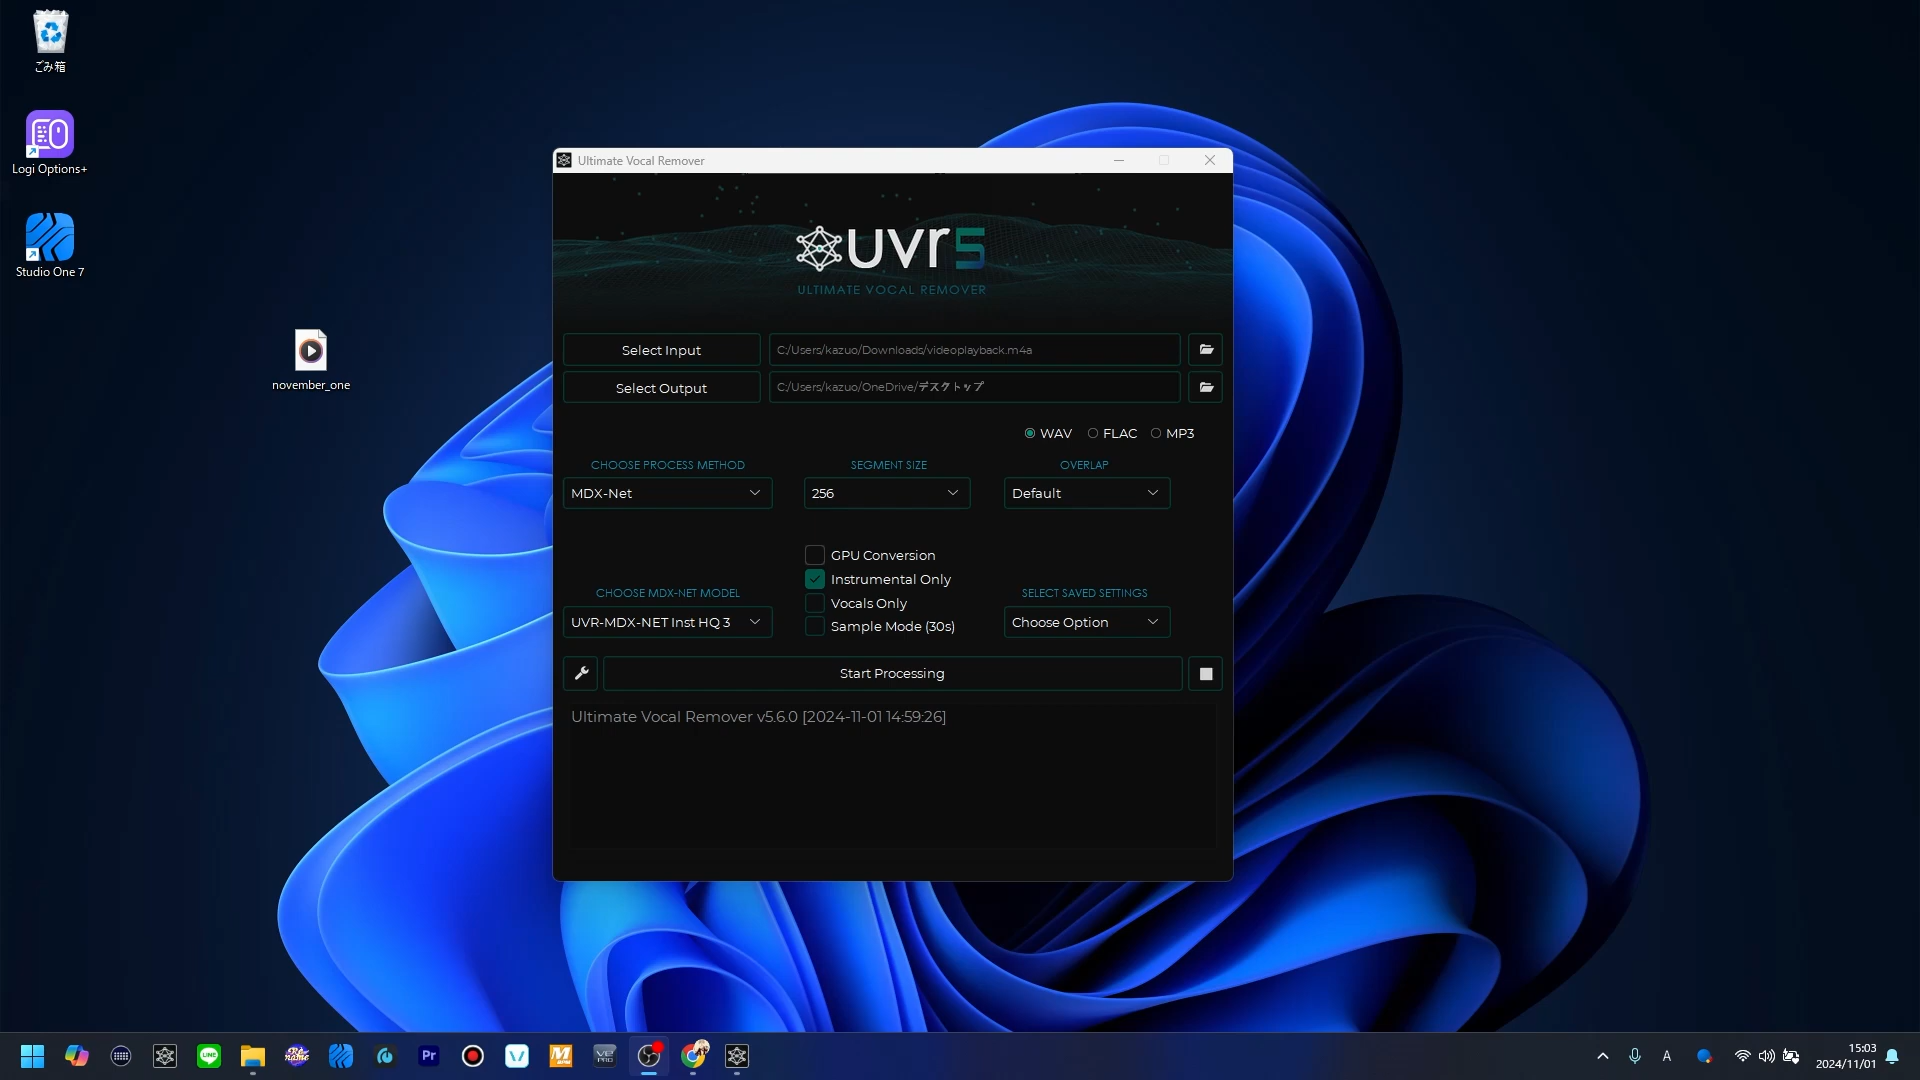 ごみ箱
Logi Options+
Studio One 7
november_one
Ultimate Vocal Remover
uvr5
ULTIMATE VOCAL REMOVER
Select Input
C:/Users/kazuo/Downloads/videoplayback.m4a
Select Output
C:/Users/kazuo/OneDrive/デスクトップ
WAV FLAC MP3
CHOOSE PROCESS METHOD SEGMENT SIZE OVERLAP
MDX-Net 256 Default
GPU Conversion
Instrumental Only
CHOOSE MDX-NET MODEL Vocals Only SELECT SAVED SETTINGS
UVR-MDX-NET Inst HQ 3 Sample Mode (30s) Choose Option
Start Processing
Ultimate Vocal Remover v5.6.0 [2024-11-01 14:59:26]
LINE
Rename
Pr
M
VE PRO
A
15:03
2024/11/01